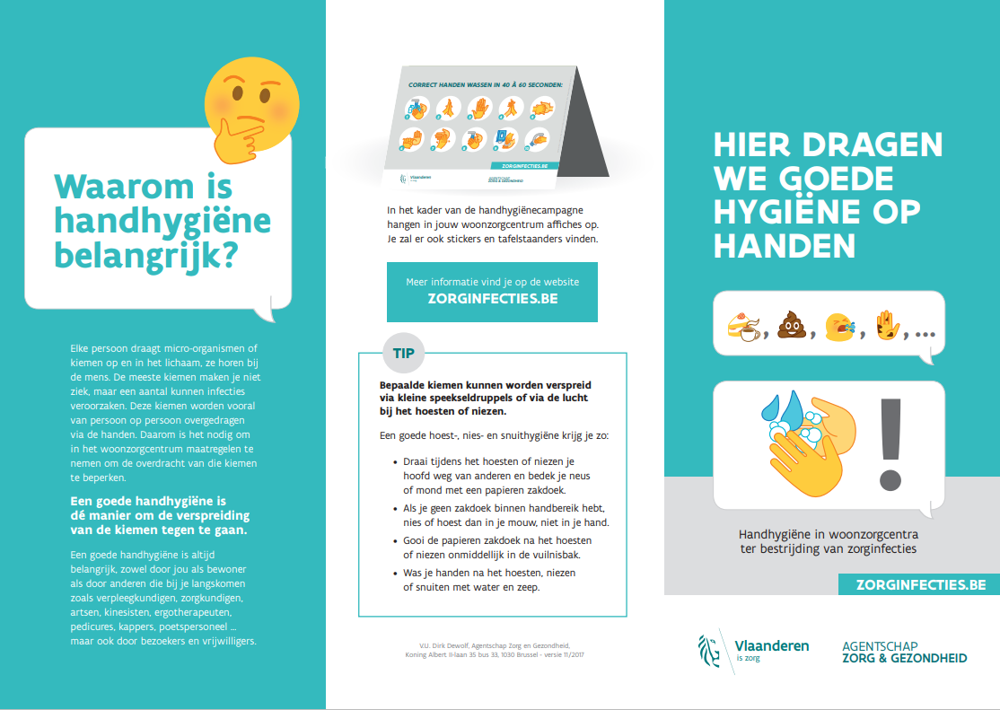 Waarom is
handhygiëne
belangrijk?
Elke persoon draagt micro-organismen of
kiemen op en in het lichaam, ze horen bij
de mens. De meeste kiemen maken je niet
ziek, maar een aantal kunnen infecties
veroorzaken. Deze kiemen worden vooral
van persoon op persoon overgedragen
via de handen. Daarom is het nodig om
in het woonzorgcentrum maatregelen te
nemen om de overdracht van die kiemen
te beperken.
Een goede handhygiëne is
dé manier om de verspreiding
van de kiemen tegen te gaan.
Een goede handhygiëne is altijd
belangrijk, zowel door jou als bewoner
als door anderen die bij je langskomen
zoals verpleegkundigen, zorgkundigen,
artsen, kinesisten, ergotherapeuten,
pedicures, kappers, poetspersoneel ...
maar ook door bezoekers en vrijwilligers.
CORRECT HANDEN WASSEN IN 40 À 60 SECONDEN:
ZORGINFECTIES.BE
Vlaanderen
is zorg
AGENTSCHAP
ZORG & GEZONDHEID
In het kader van de handhygiënecampagne
hangen in jouw woonzorgcentrum affiches op.
Je zal er ook stickers en tafelstaanders vinden.
Meer informatie vind je op de website
ZORGINFECTIES.BE
TIP
Bepaalde kiemen kunnen worden verspreid
via kleine speekseldruppels of via de lucht
bij het hoesten of niezen.
Een goede hoest-, nies- en snuithygiëne krijg je zo:
• Draai tijdens het hoesten of niezen je
hoofd weg van anderen en bedek je neus
of mond met een papieren zakdoek.
• Als je geen zakdoek binnen handbereik hebt,
nies of hoest dan in je mouw, niet in je hand.
• Gooi de papieren zakdoek na het hoesten
of niezen onmiddellijk in de vuilnisbak.
• Was je handen na het hoesten, niezen
of snuiten met water en zeep.
V.U. Dirk Dewolf, Agentschap Zorg en Gezondheid,
Koning Albert II-laan 35 bus 33, 1030 Brussel - versie 11/2017
HIER DRAGEN
WE GOEDE
HYGIËNE OP
HANDEN
, , , , ...
!
Handhygiëne in woonzorgcentra
ter bestrijding van zorginfecties
ZORGINFECTIES.BE
Vlaanderen
is zorg
AGENTSCHAP
ZORG & GEZONDHEID